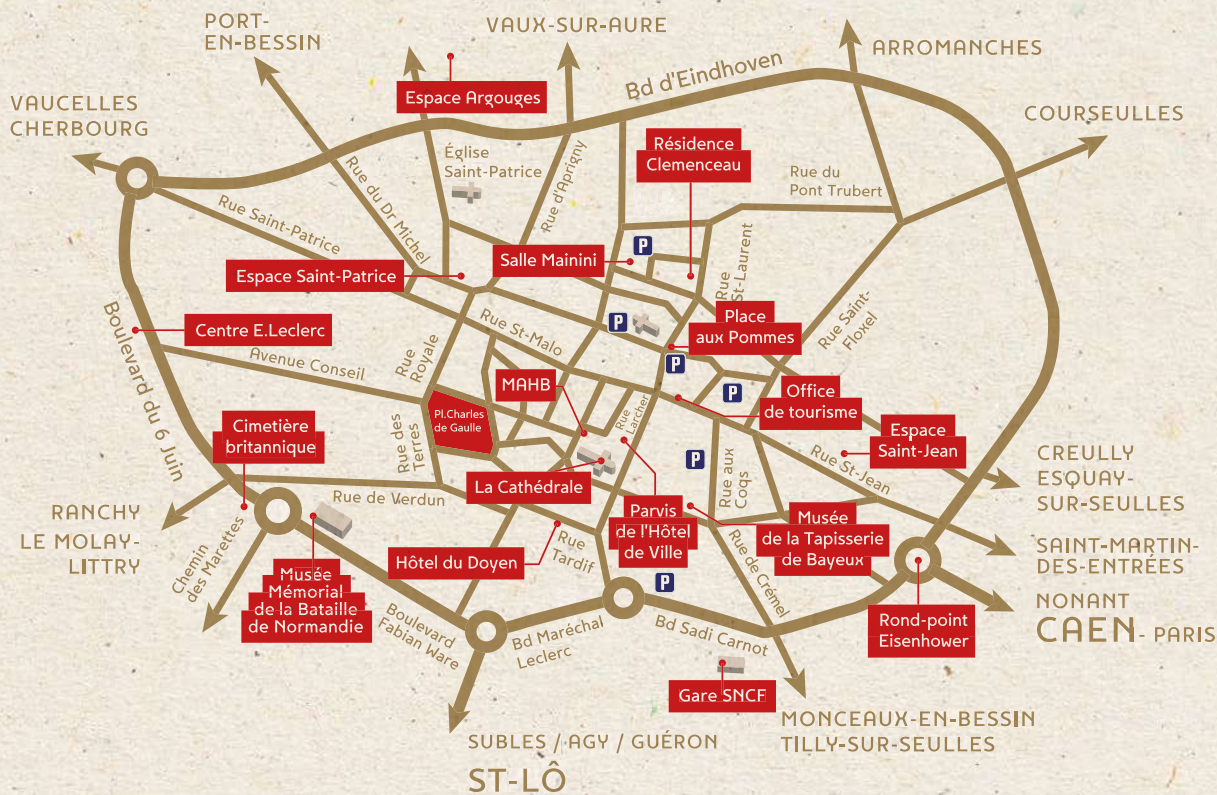 PORT-
EN-BESSIN
VAUX-SUR-AURE
ARROMANCHES
Bd d'Eindhoven
Espace Argouges
VAUCELLES
CHERBOURG
COURSEULLES
Église
Saint-Patrice
Rue d'Aprigny
Résidence
Clemenceau
Rue du
Pont Trubert
Rue Saint-Patrice
Rue du Dr Michel
Salle Mainini
P
Rue
St-Laurent
Espace Saint-Patrice
Centre E.Leclerc
Rue St-Malo
P
Place
aux Pommes
Rue Saint-
Floxel
Avenue Conseil
Rue
Royale
P
P
MAHB
Office
de tourisme
Boulevard du 6 Juin
Pl.Charles
de Gaulle
Rue
Larcher
Rue des
Terres
Cimetière
britannique
Espace
Saint-Jean
P
Rue aux
Coqs
Rue St-Jean
CREULLY
ESQUAY-
SUR-SEULLES
La Cathédrale
Rue de Verdun
RANCHY
LE MOLAY-
LITTRY
Chemin
des Marettes
Parvis
de l'Hôtel
de Ville
Musée
de la Tapisserie
de Bayeux
Rue
Tardif
Hôtel du Doyen
SAINT-MARTIN-
DES-ENTRÉES
Musée
Mémorial
de la Bataille
de Normandie
P
Rue de Crémel
Boulevard
Fabian Ware
Bd Maréchal
Leclerc
Bd Sadi Carnot
Rond-point
Eisenhower
NONANT
CAEN - PARIS
Gare SNCF
MONCEAUX-EN-BESSIN
TILLY-SUR-SEULLES
SUBLES / AGY / GUÉRON
ST-LÔ